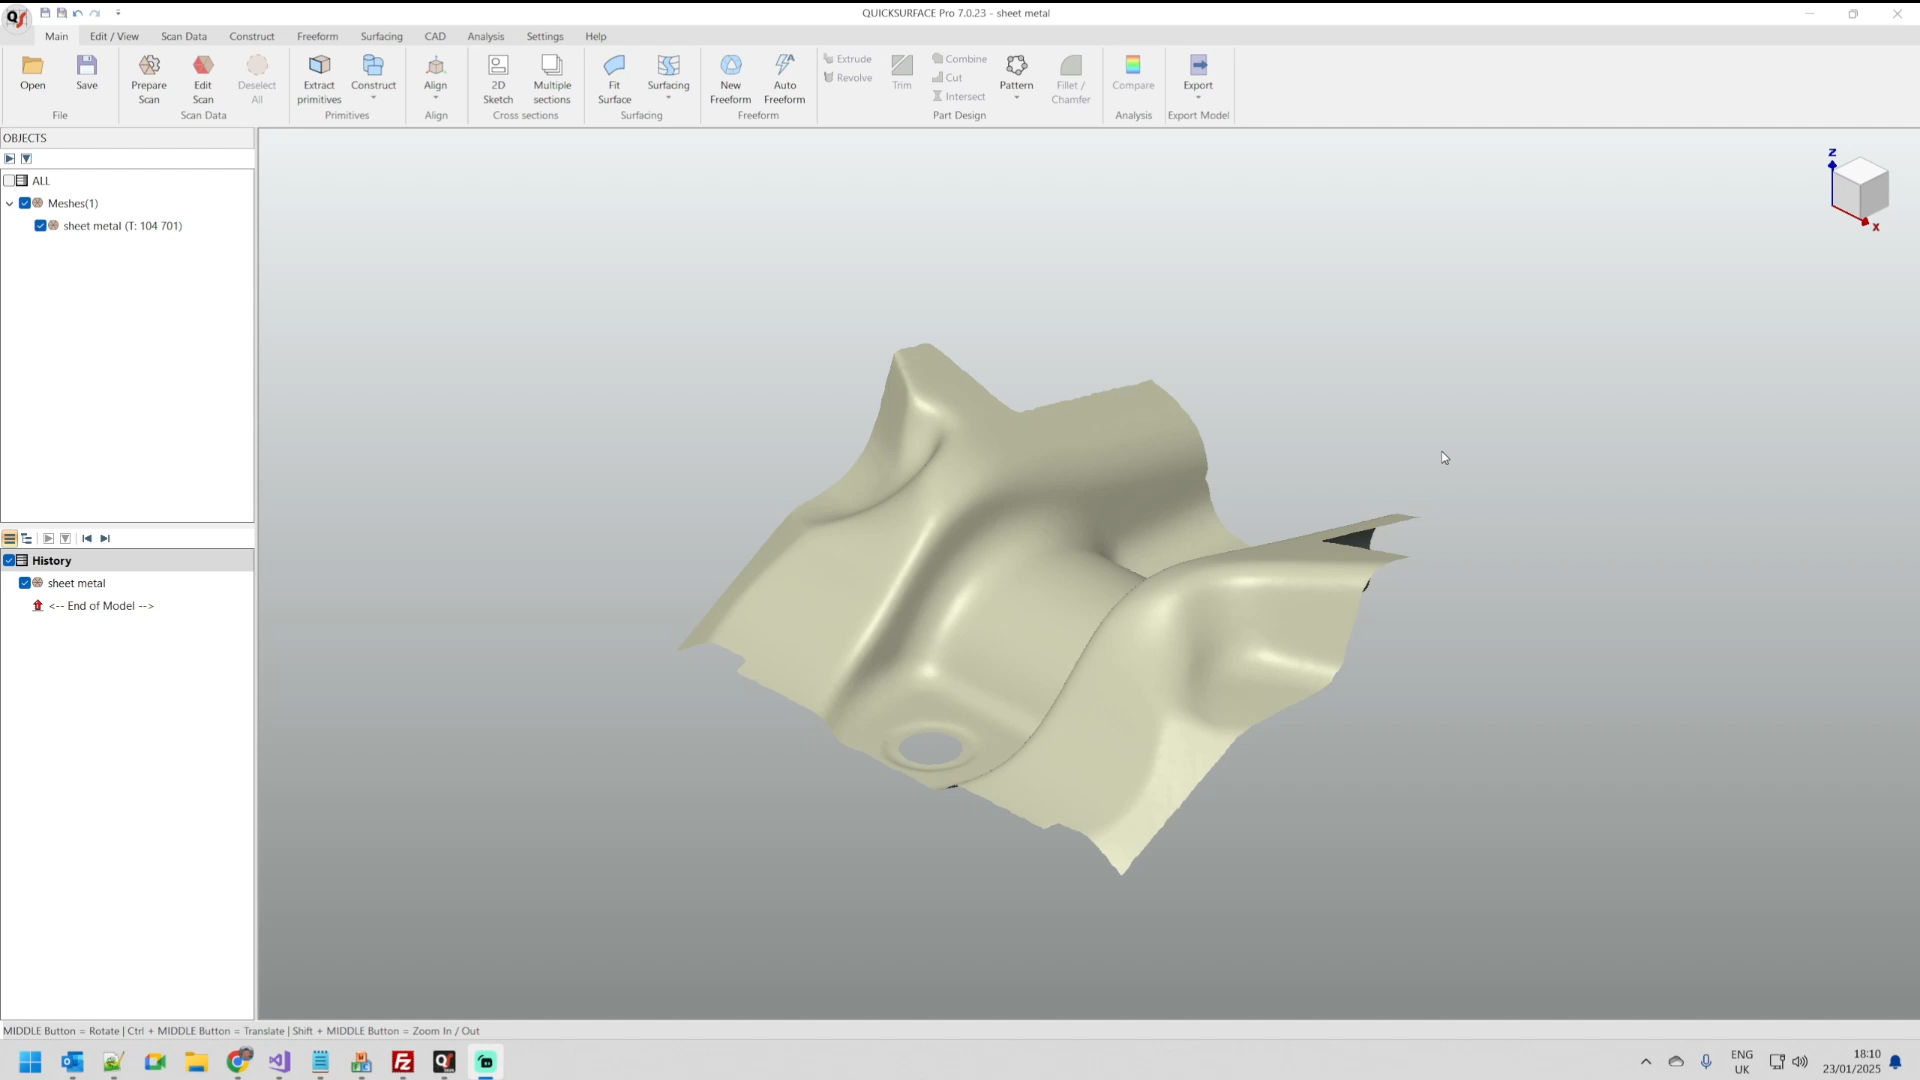 QUICKSURFACE Pro 7.0.23 - sheet metal
Main Edit / View Scan Data Construct Freeform Surfacing CAD Analysis Settings Help
Open Save
File
Prepare Scan Edit Scan Deselect All
Scan Data
Extract primitives Construct
Primitives
Align
Align
2D Sketch Multiple sections
Cross sections
Fit Surface Surfacing
Surfacing
New Freeform Auto Freeform
Freeform
Extrude
Revolve
Trim
Combine
Cut
Intersect
Pattern
Fillet / Chamfer
Part Design
Compare
Analysis
Export
Export Model
OBJECTS
ALL
Meshes(1)
sheet metal (T: 104 701)
History
sheet metal
<-- End of Model -->
Z
X
MIDDLE Button = Rotate | Ctrl + MIDDLE Button = Translate | Shift + MIDDLE Button = Zoom In / Out
ENG
UK
18:10
23/01/2025